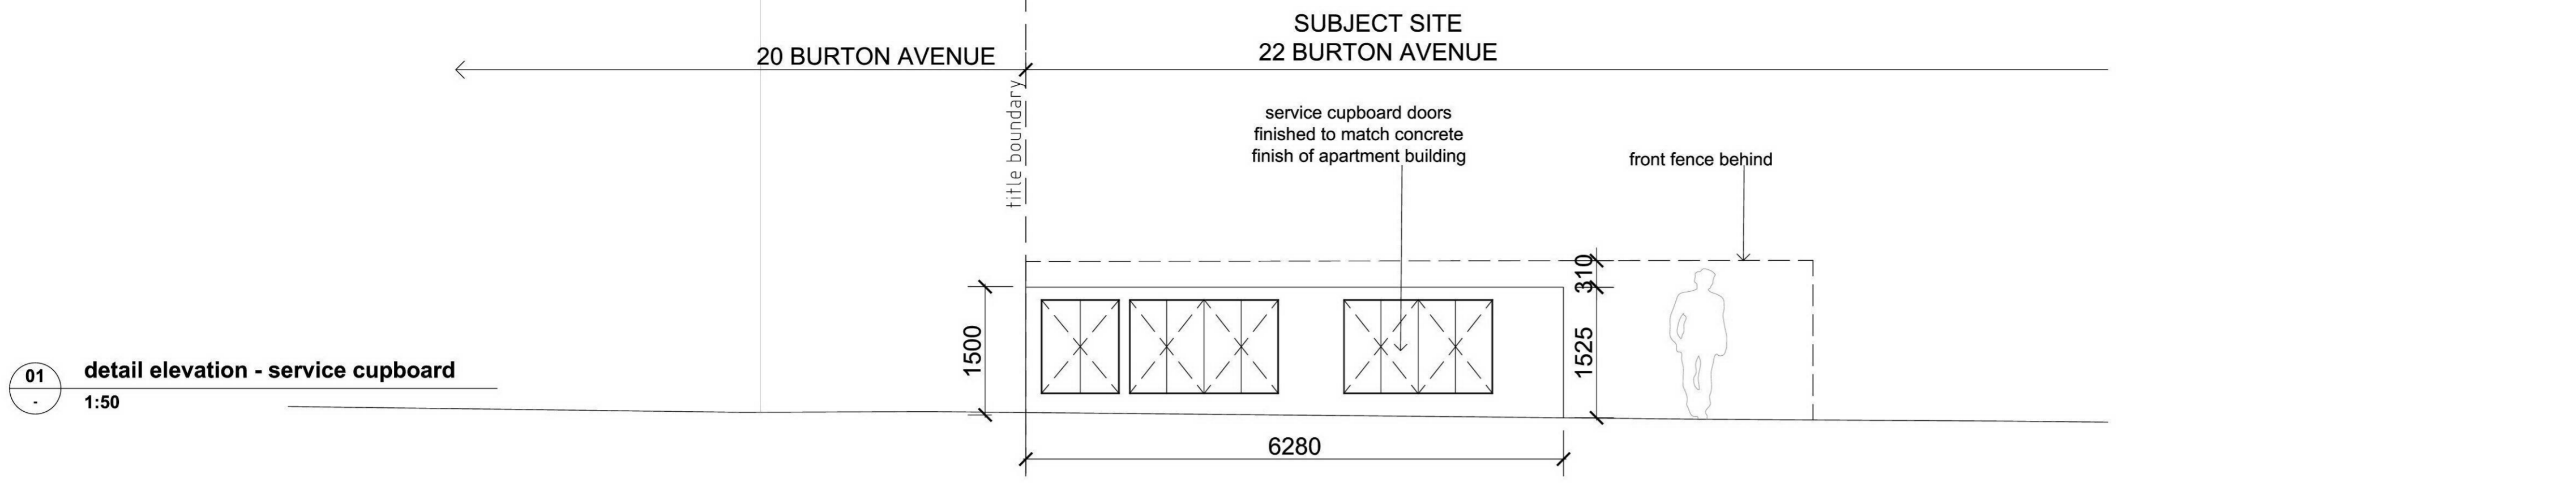 SUBJECT SITE
20 BURTON AVENUE
22 BURTON AVENUE
title boundary
service cupboard doors
finished to match concrete
finish of apartment building
front fence behind
310
1500
1525
01
detail elevation - service cupboard
-
1:50
6280